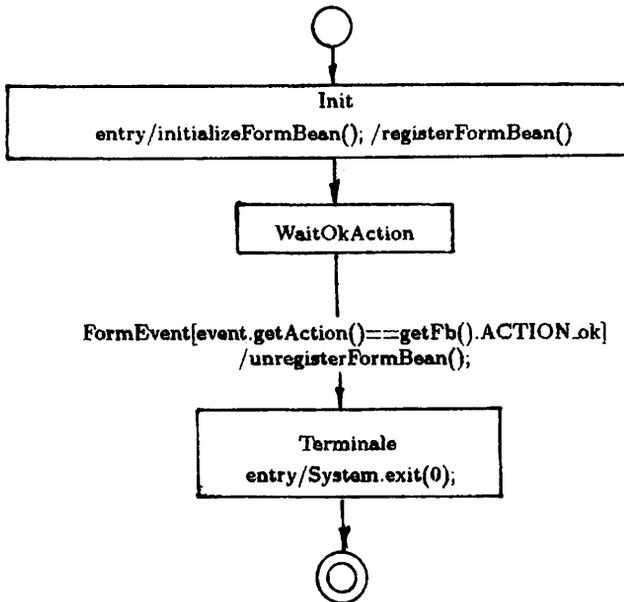 Init
entry/initializeFormBean(); /registerFormBean()
WaitOkAction
FormEvent[event.getAction()==getFb().ACTION_ok]
/unregisterFormBean();
Terminale
entry/System.exit(0);